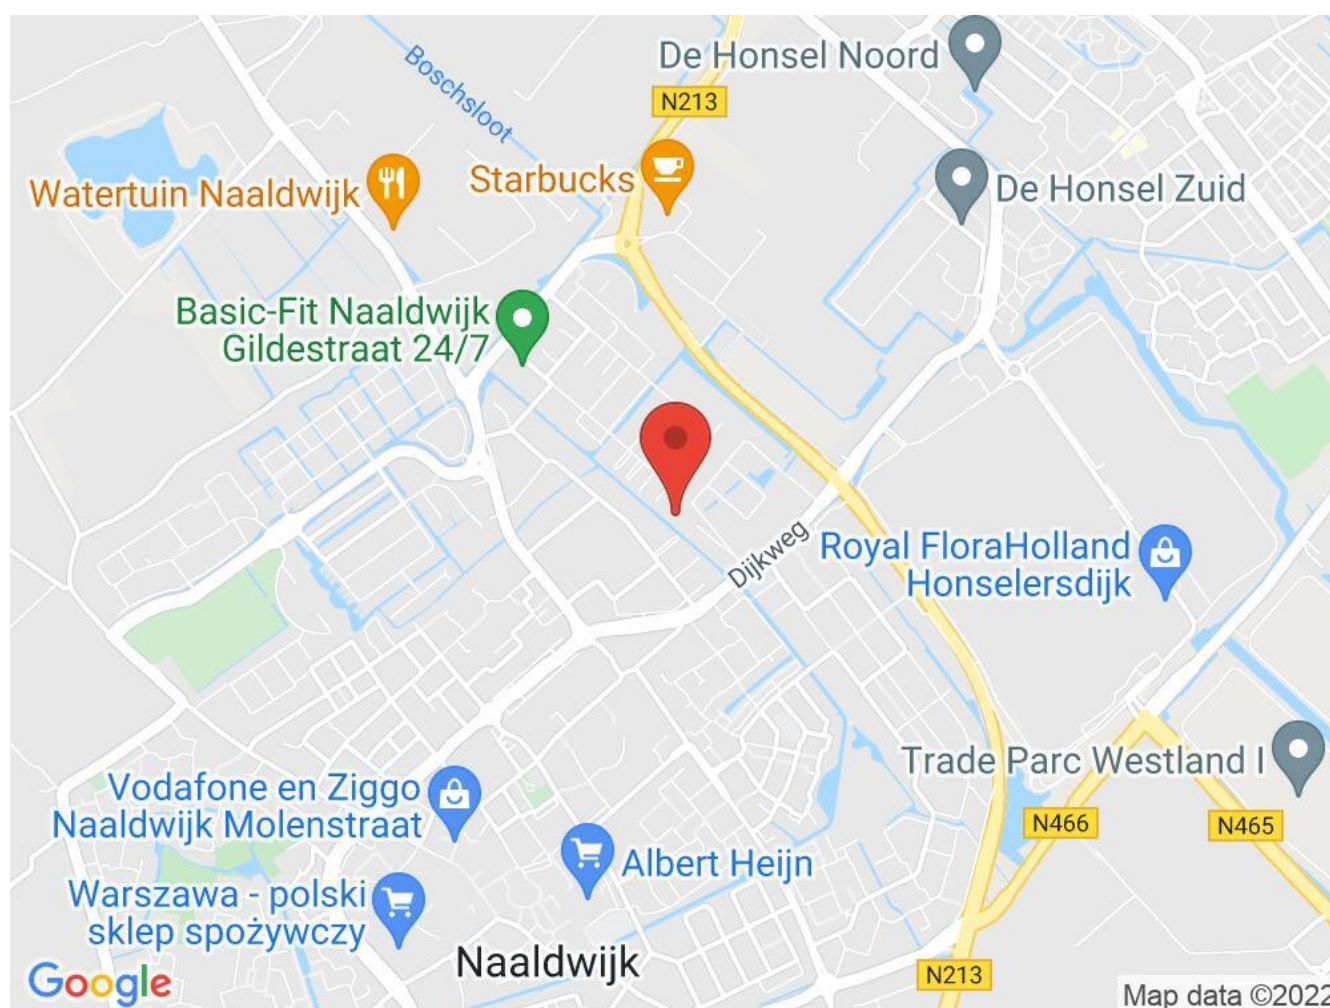 De Honsel Noord
Boschsloot
N213
Starbucks
Watertuin Naaldwijk
De Honsel Zuid
Basic-Fit Naaldwijk
Gildestraat 24/7
Dijkweg
Royal FloraHolland
Honselersdijk
Trade Parc Westland I
Vodafone en Ziggo
Naaldwijk Molenstraat
N466
N465
Albert Heijn
Warszawa - polski
sklep spożywczy
Naaldwijk
N213
Google
Map data ©2022